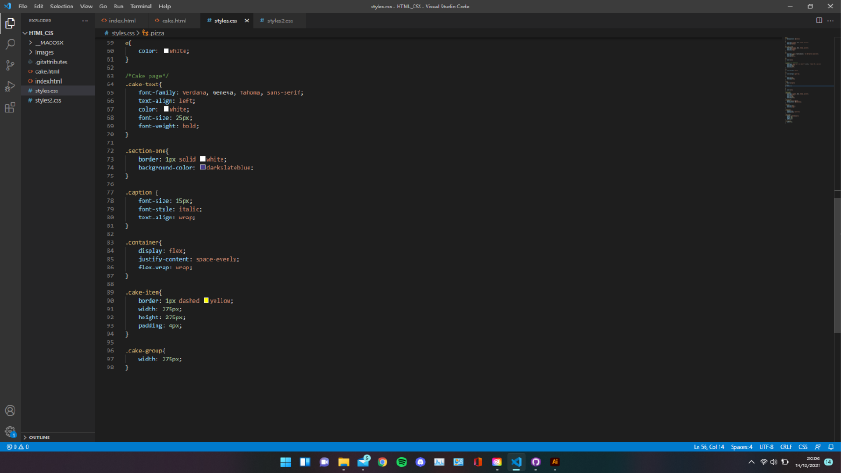 File Edit Selection View Go Run Terminal Help
styles.css - HTML_CSS - Visual Studio Code
EXPLORER
index.html
cake.html
styles.css
styles2.css
styles.css > .pizza
HTML_CSS
__MACOSX
images
.gitattributes
cake.html
index.html
styles.css
styles2.css
59 a{
60 color: white;
61 }
62
63 /*Cake page*/
64 .cake-text{
65 font-family: Verdana, Geneva, Tahoma, sans-serif;
66 text-align: left;
67 color: white;
68 font-size: 25px;
69 font-weight: bold;
70 }
71
72 .section-one{
73 border: 1px solid white;
74 background-color: darkslateblue;
75 }
76
77 .caption {
78 font-size: 15px;
79 font-style: italic;
80 text-align: wrap;
81 }
82
83 .container{
84 display: flex;
85 justify-content: space-evenly;
86 flex-wrap: wrap;
87 }
88
89 .cake-item{
90 border: 1px dashed yellow;
91 width: 275px;
92 height: 275px;
93 padding: 4px;
94 }
95
96 .cake-group{
97 width: 275px;
98 }
OUTLINE
0 0
Ln 56, Col 14 Spaces: 4 UTF-8 CRLF CSS
20:04
14/10/2021